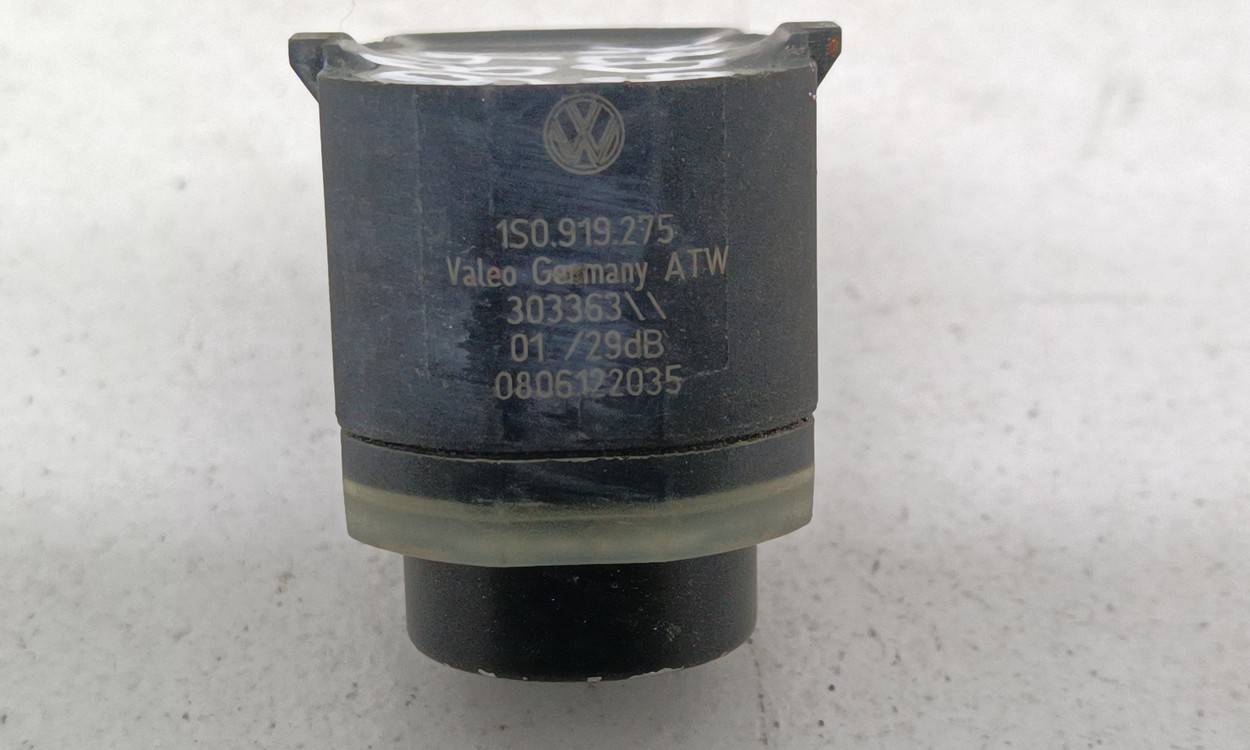 1S0.919.275
Valeo Germany ATW
303363\\
01 /29dB
0806122035